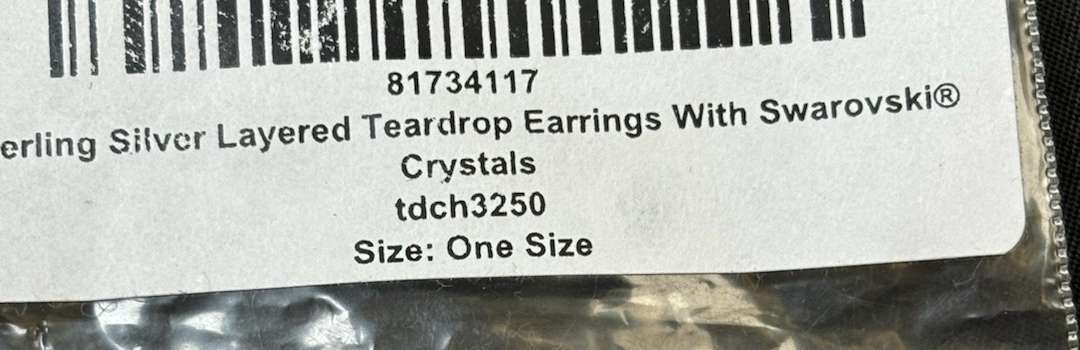 81734117
erling Silver Layered Teardrop Earrings With Swarovski®
Crystals
tdch3250
Size: One Size